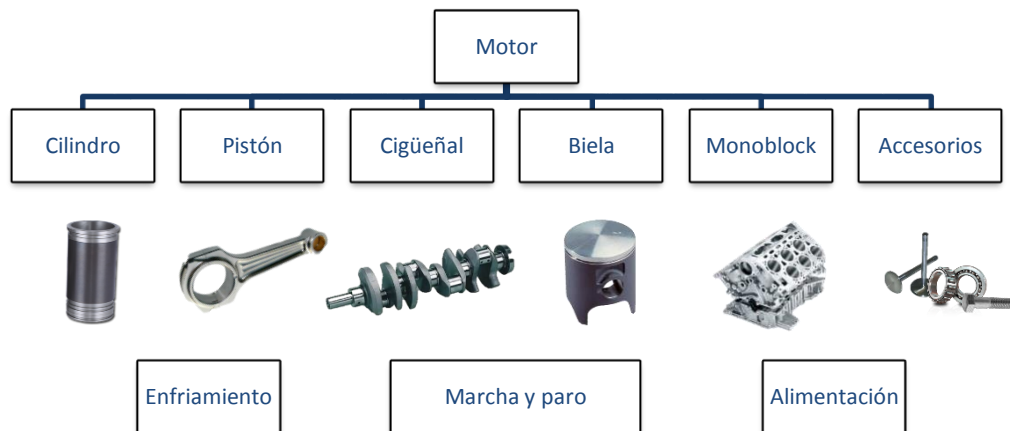 Motor
Cilindro
Pistón
Cigüeñal
Biela
Monoblock
Accesorios
Enfriamiento
Marcha y paro
Alimentación